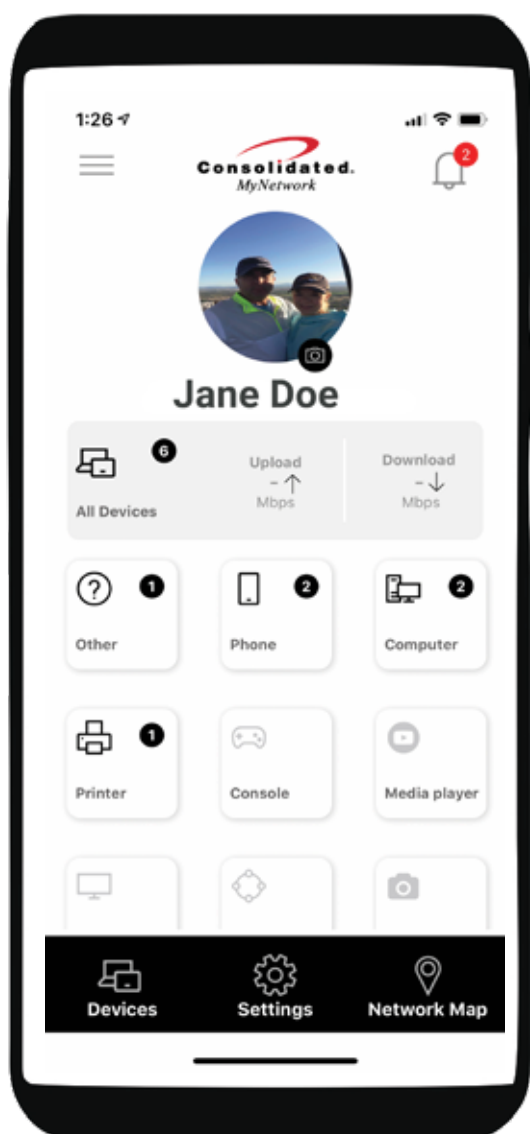 1:26
2
Consolidated.
MyNetwork
Jane Doe
6
All Devices
Upload
-
Mbps
Download
-
Mbps
1
Other
2
Phone
2
Computer
1
Printer
Console
Media player
Devices
Settings
Network Map